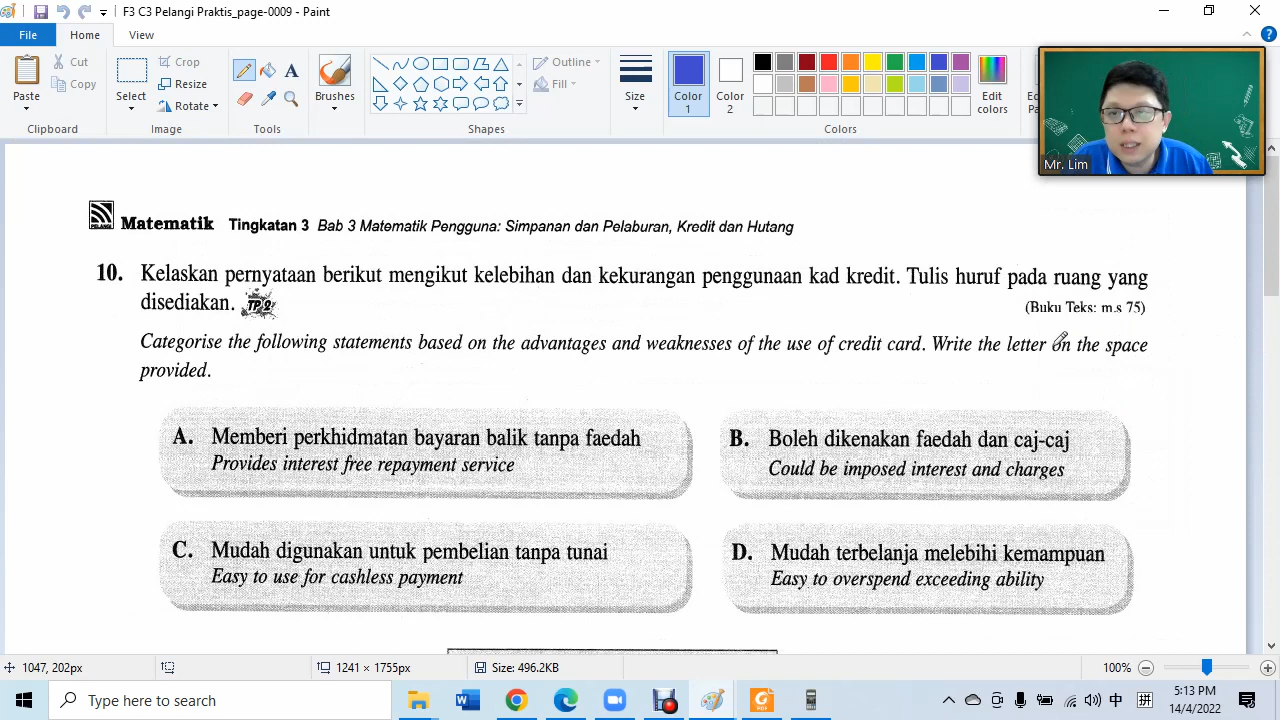 F3 C3 Pelangi Praktis_page-0009 - Paint
File Home View
Paste
Cut
Copy
Clipboard
Select
Crop
Resize
Rotate
Image
Tools
Brushes
Shapes
Outline
Fill
Size
Color 1
Color 2
Colors
Edit colors
Mr. Lim
PELANGI
Matematik Tingkatan 3 Bab 3 Matematik Pengguna: Simpanan dan Pelaburan, Kredit dan Hutang
10. Kelaskan pernyataan berikut mengikut kelebihan dan kekurangan penggunaan kad kredit. Tulis huruf pada ruang yang
disediakan. TP 2
(Buku Teks: m.s 75)
Categorise the following statements based on the advantages and weaknesses of the use of credit card. Write the letter on the space
provided.
A. Memberi perkhidmatan bayaran balik tanpa faedah
Provides interest free repayment service
B. Boleh dikenakan faedah dan caj-caj
Could be imposed interest and charges
C. Mudah digunakan untuk pembelian tanpa tunai
Easy to use for cashless payment
D. Mudah terbelanja melebihi kemampuan
Easy to overspend exceeding ability
1047, 202px
1241 × 1755px
Size: 496.2KB
100%
Type here to search
中
拼
5:13 PM
14/4/2022